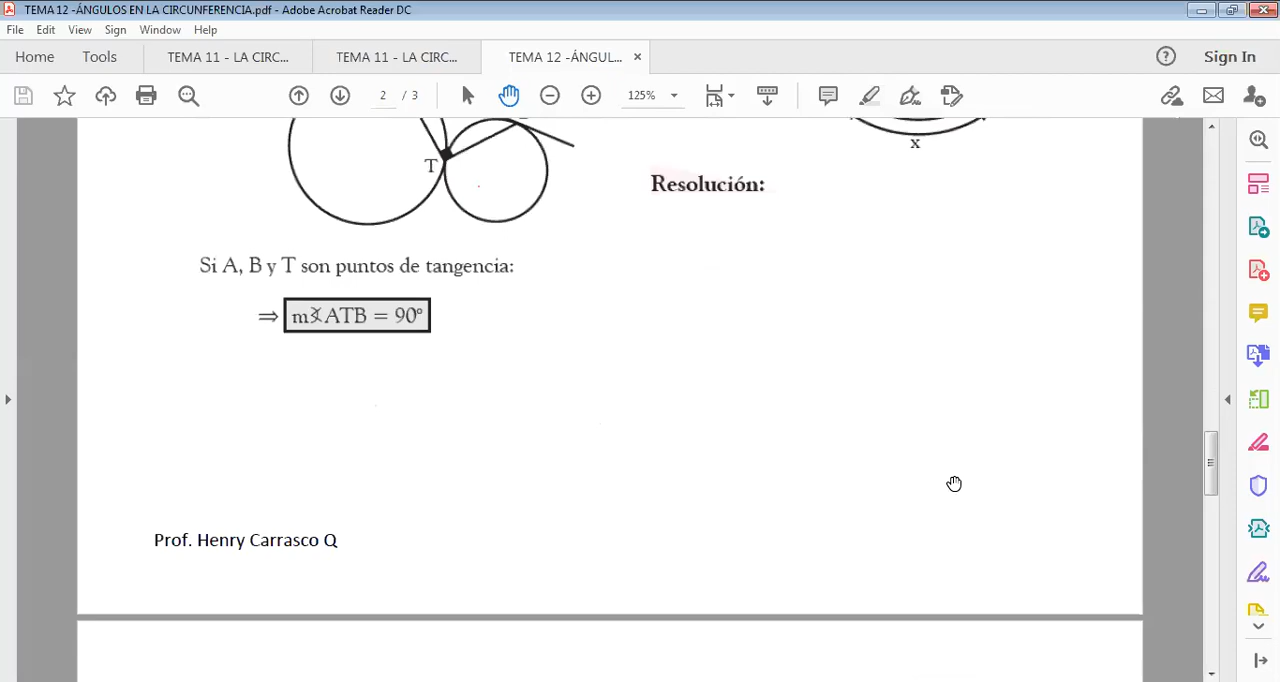 TEMA 12 -ÁNGULOS EN LA CIRCUNFERENCIA.pdf - Adobe Acrobat Reader DC
File Edit View Sign Window Help
Home Tools TEMA 11 - LA CIRC... TEMA 11 - LA CIRC... TEMA 12 -ÁNGUL... × Sign In
2 / 3 125%
x
T
Resolución:
Si A, B y T son puntos de tangencia:
⇒ m∢ATB = 90°
Prof. Henry Carrasco Q